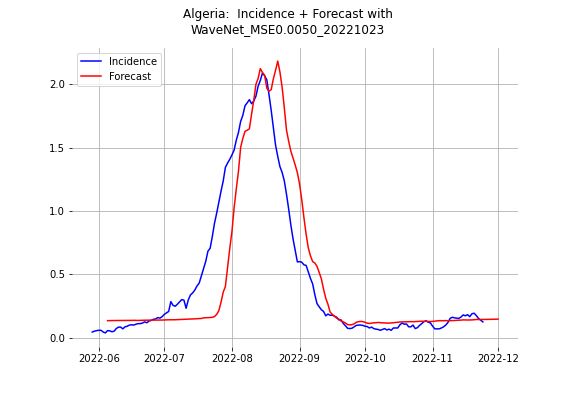 Algeria:  Incidence + Forecast with
WaveNet_MSE0.0050_20221023
Incidence
Forecast
2.0
1.5
1.0
0.5
0.0
2022-06 2022-07 2022-08 2022-09 2022-10 2022-11 2022-12